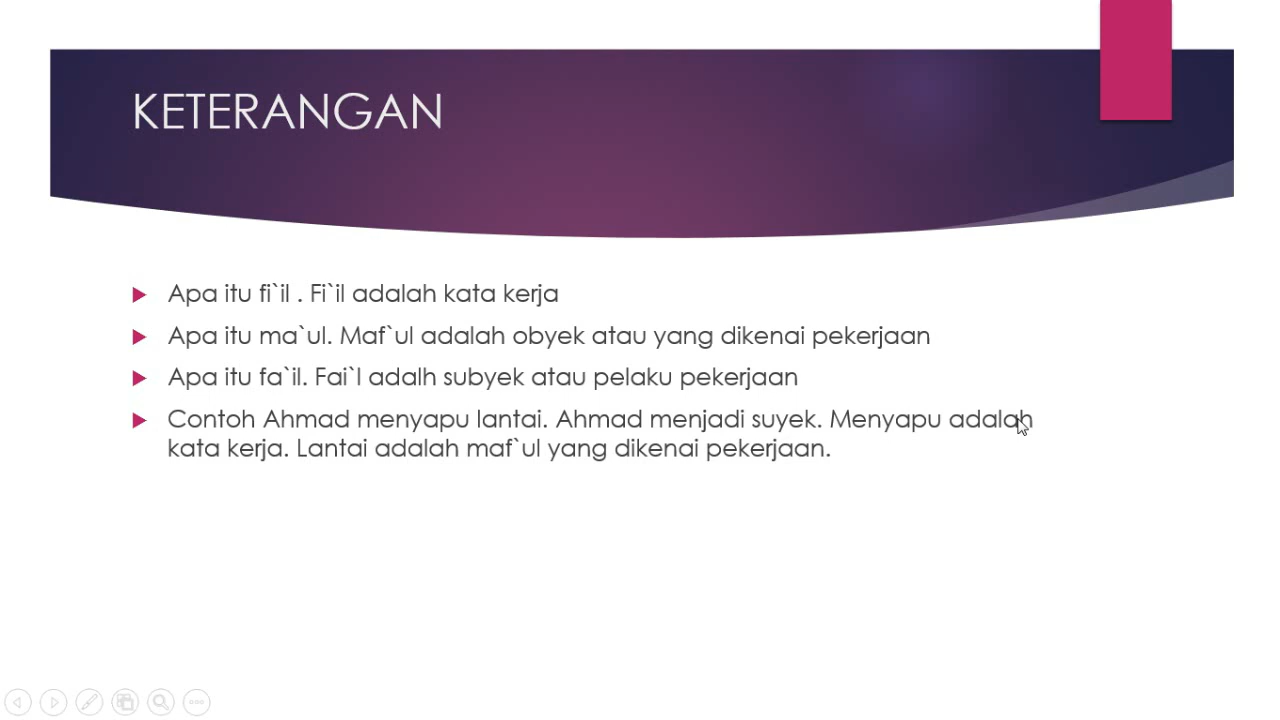 KETERANGAN
Apa itu fi`il . Fi`il adalah kata kerja
Apa itu ma`ul. Maf`ul adalah obyek atau yang dikenai pekerjaan
Apa itu fa`il. Fai`l adalh subyek atau pelaku pekerjaan
Contoh Ahmad menyapu lantai. Ahmad menjadi suyek. Menyapu adalah
kata kerja. Lantai adalah maf`ul yang dikenai pekerjaan.